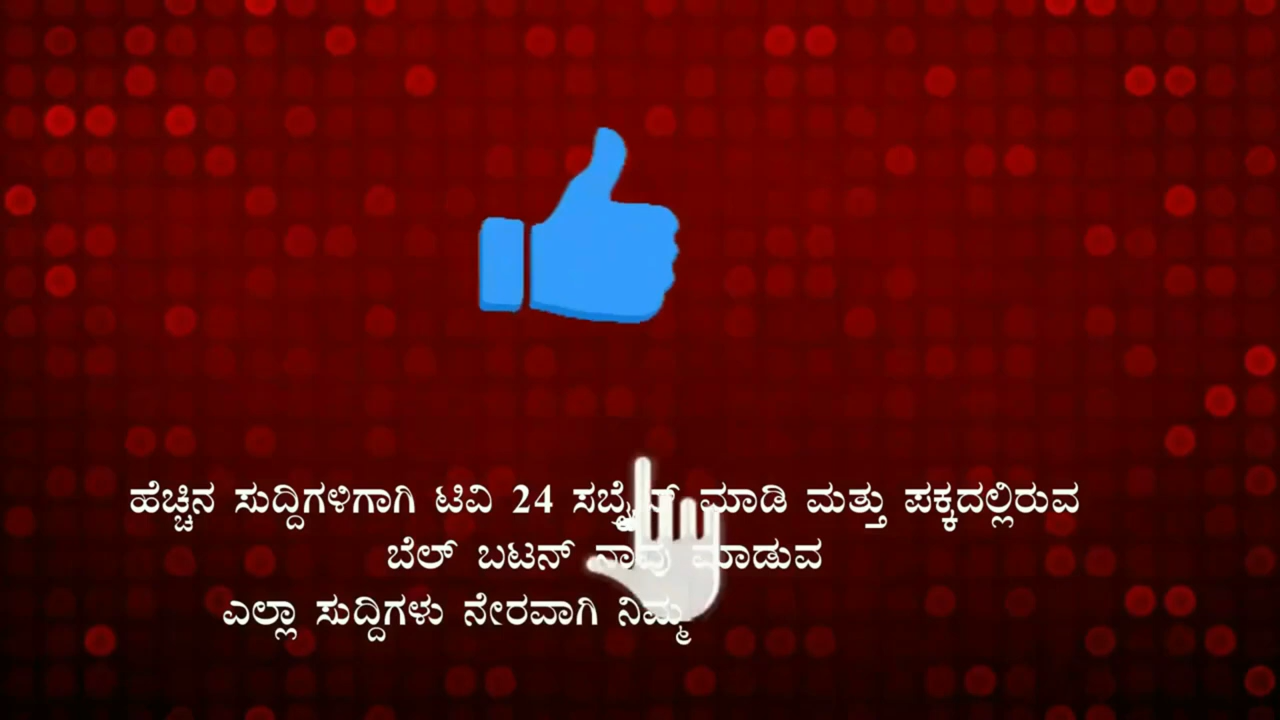 ಹೆಚ್ಚಿನ ಸುದ್ದಿಗಳಿಗಾಗಿ ಟಿವಿ 24 ಮಾಡಿ ಮತ್ತು ಪಕ್ಕದಲ್ಲಿರುವ
ಬೆಲ್ ಬಟನ್ ನಾವು ಮಾಡುವ
ಎಲ್ಲಾ ಸುದ್ದಿಗಳು ನೇರವಾಗಿ ನಿಮ್ಮ